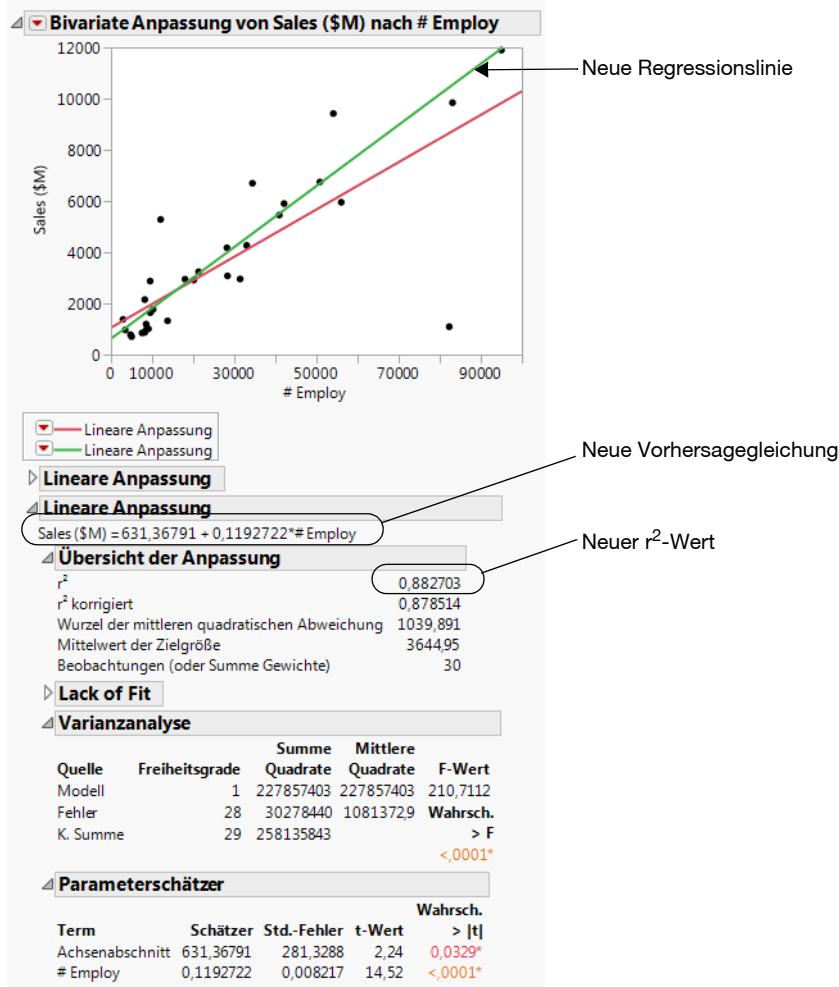 Bivariate Anpassung von Sales ($M) nach # Employ
12000
10000
8000
6000
4000
2000
0
Sales ($M)
0 10000 30000 50000 70000 90000
# Employ
Neue Regressionslinie
Lineare Anpassung
Lineare Anpassung
Neue Vorhersagegleichung
Lineare Anpassung
Lineare Anpassung
Sales ($M) = 631,36791 + 0,1192722*# Employ
Neuer r²-Wert
Übersicht der Anpassung
r² 0,882703
r² korrigiert 0,878514
Wurzel der mittleren quadratischen Abweichung 1039,891
Mittelwert der Zielgröße 3644,95
Beobachtungen (oder Summe Gewichte) 30
Lack of Fit
Varianzanalyse
Summe Mittlere
Quelle Freiheitsgrade Quadrate Quadrate F-Wert
Modell 1 227857403 227857403 210,7112
Fehler 28 30278440 1081372,9 Wahrsch.
K. Summe 29 258135843 > F
<,0001*
Parameterschätzer
Wahrsch.
Term Schätzer Std.-Fehler t-Wert > |t|
Achsenabschnitt 631,36791 281,3288 2,24 0,0329*
# Employ 0,1192722 0,008217 14,52 <,0001*